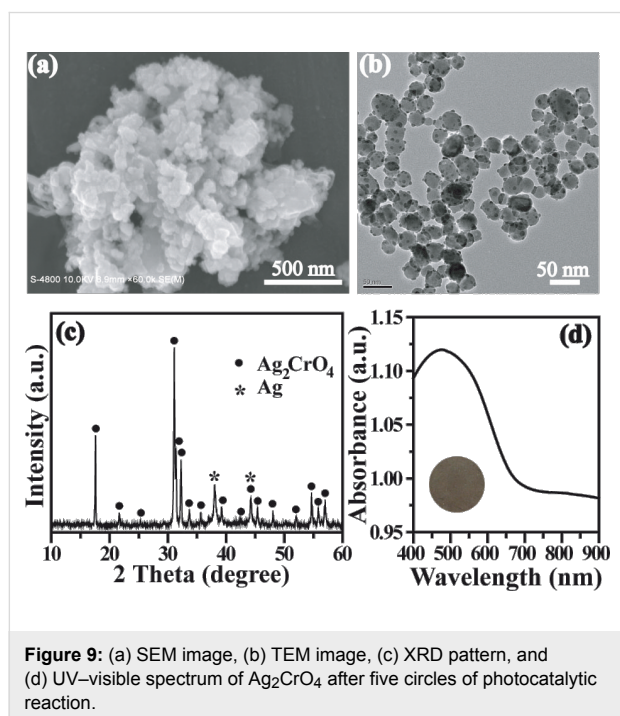 (a)
S-4800 10.0KV 8.9mm ×60.0k SE(M)
500 nm
(b)
50 nm
50 nm
(c)
Intensity (a.u.)
• Ag₂CrO₄
* Ag
10 20 30 40 50 60
2 Theta (degree)
(d)
Absorbance (a.u.)
1.15
1.10
1.05
1.00
0.95
400 500 600 700 800 900
Wavelength (nm)
Figure 9: (a) SEM image, (b) TEM image, (c) XRD pattern, and
(d) UV–visible spectrum of Ag₂CrO₄ after five circles of photocatalytic
reaction.